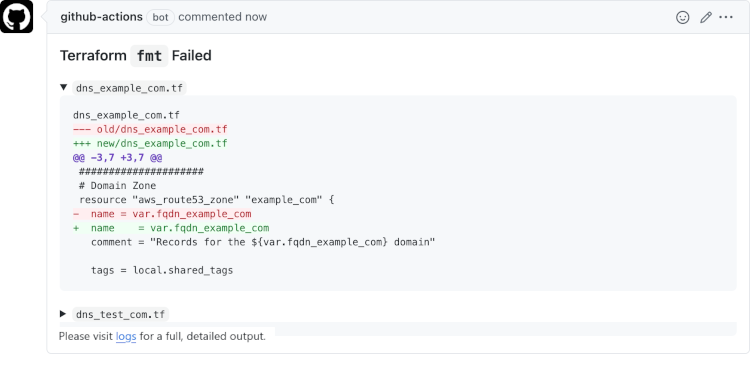 github-actions bot commented now
Terraform fmt Failed
dns_example_com.tf
dns_example_com.tf
--- old/dns_example_com.tf
+++ new/dns_example_com.tf
@@ -3,7 +3,7 @@
#####################
# Domain Zone
resource "aws_route53_zone" "example_com" {
-  name = var.fqdn_example_com
+  name    = var.fqdn_example_com
comment = "Records for the ${var.fqdn_example_com} domain"
tags = local.shared_tags
dns_test_com.tf
Please visit logs for a full, detailed output.